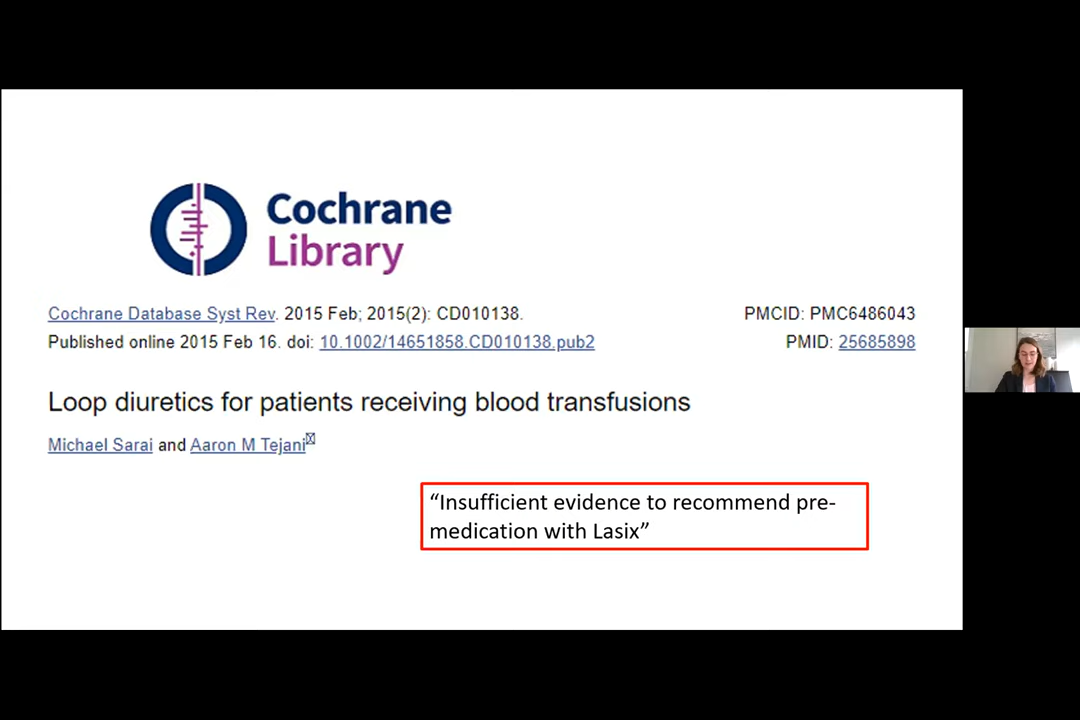 Cochrane
Library
Cochrane Database Syst Rev. 2015 Feb; 2015(2): CD010138.
PMCID: PMC6486043
Published online 2015 Feb 16. doi: 10.1002/14651858.CD010138.pub2
PMID: 25685898
Loop diuretics for patients receiving blood transfusions
Michael Sarai and Aaron M Tejani
“Insufficient evidence to recommend pre-
medication with Lasix”